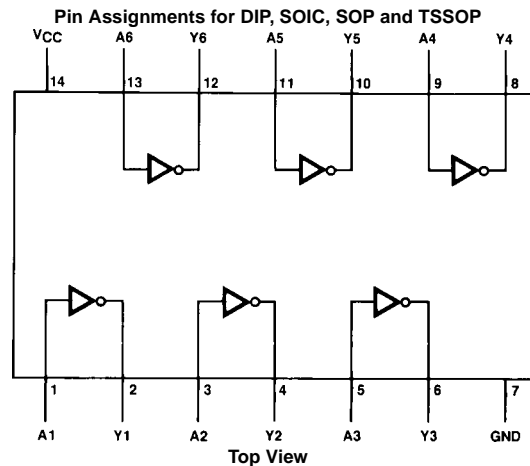 Pin Assignments for DIP, SOIC, SOP and TSSOP
VCC A6 Y6 A5 Y5 A4 Y4
14 13 12 11 10 9 8
1 2 3 4 5 6 7
A1 Y1 A2 Y2 A3 Y3 GND
Top View